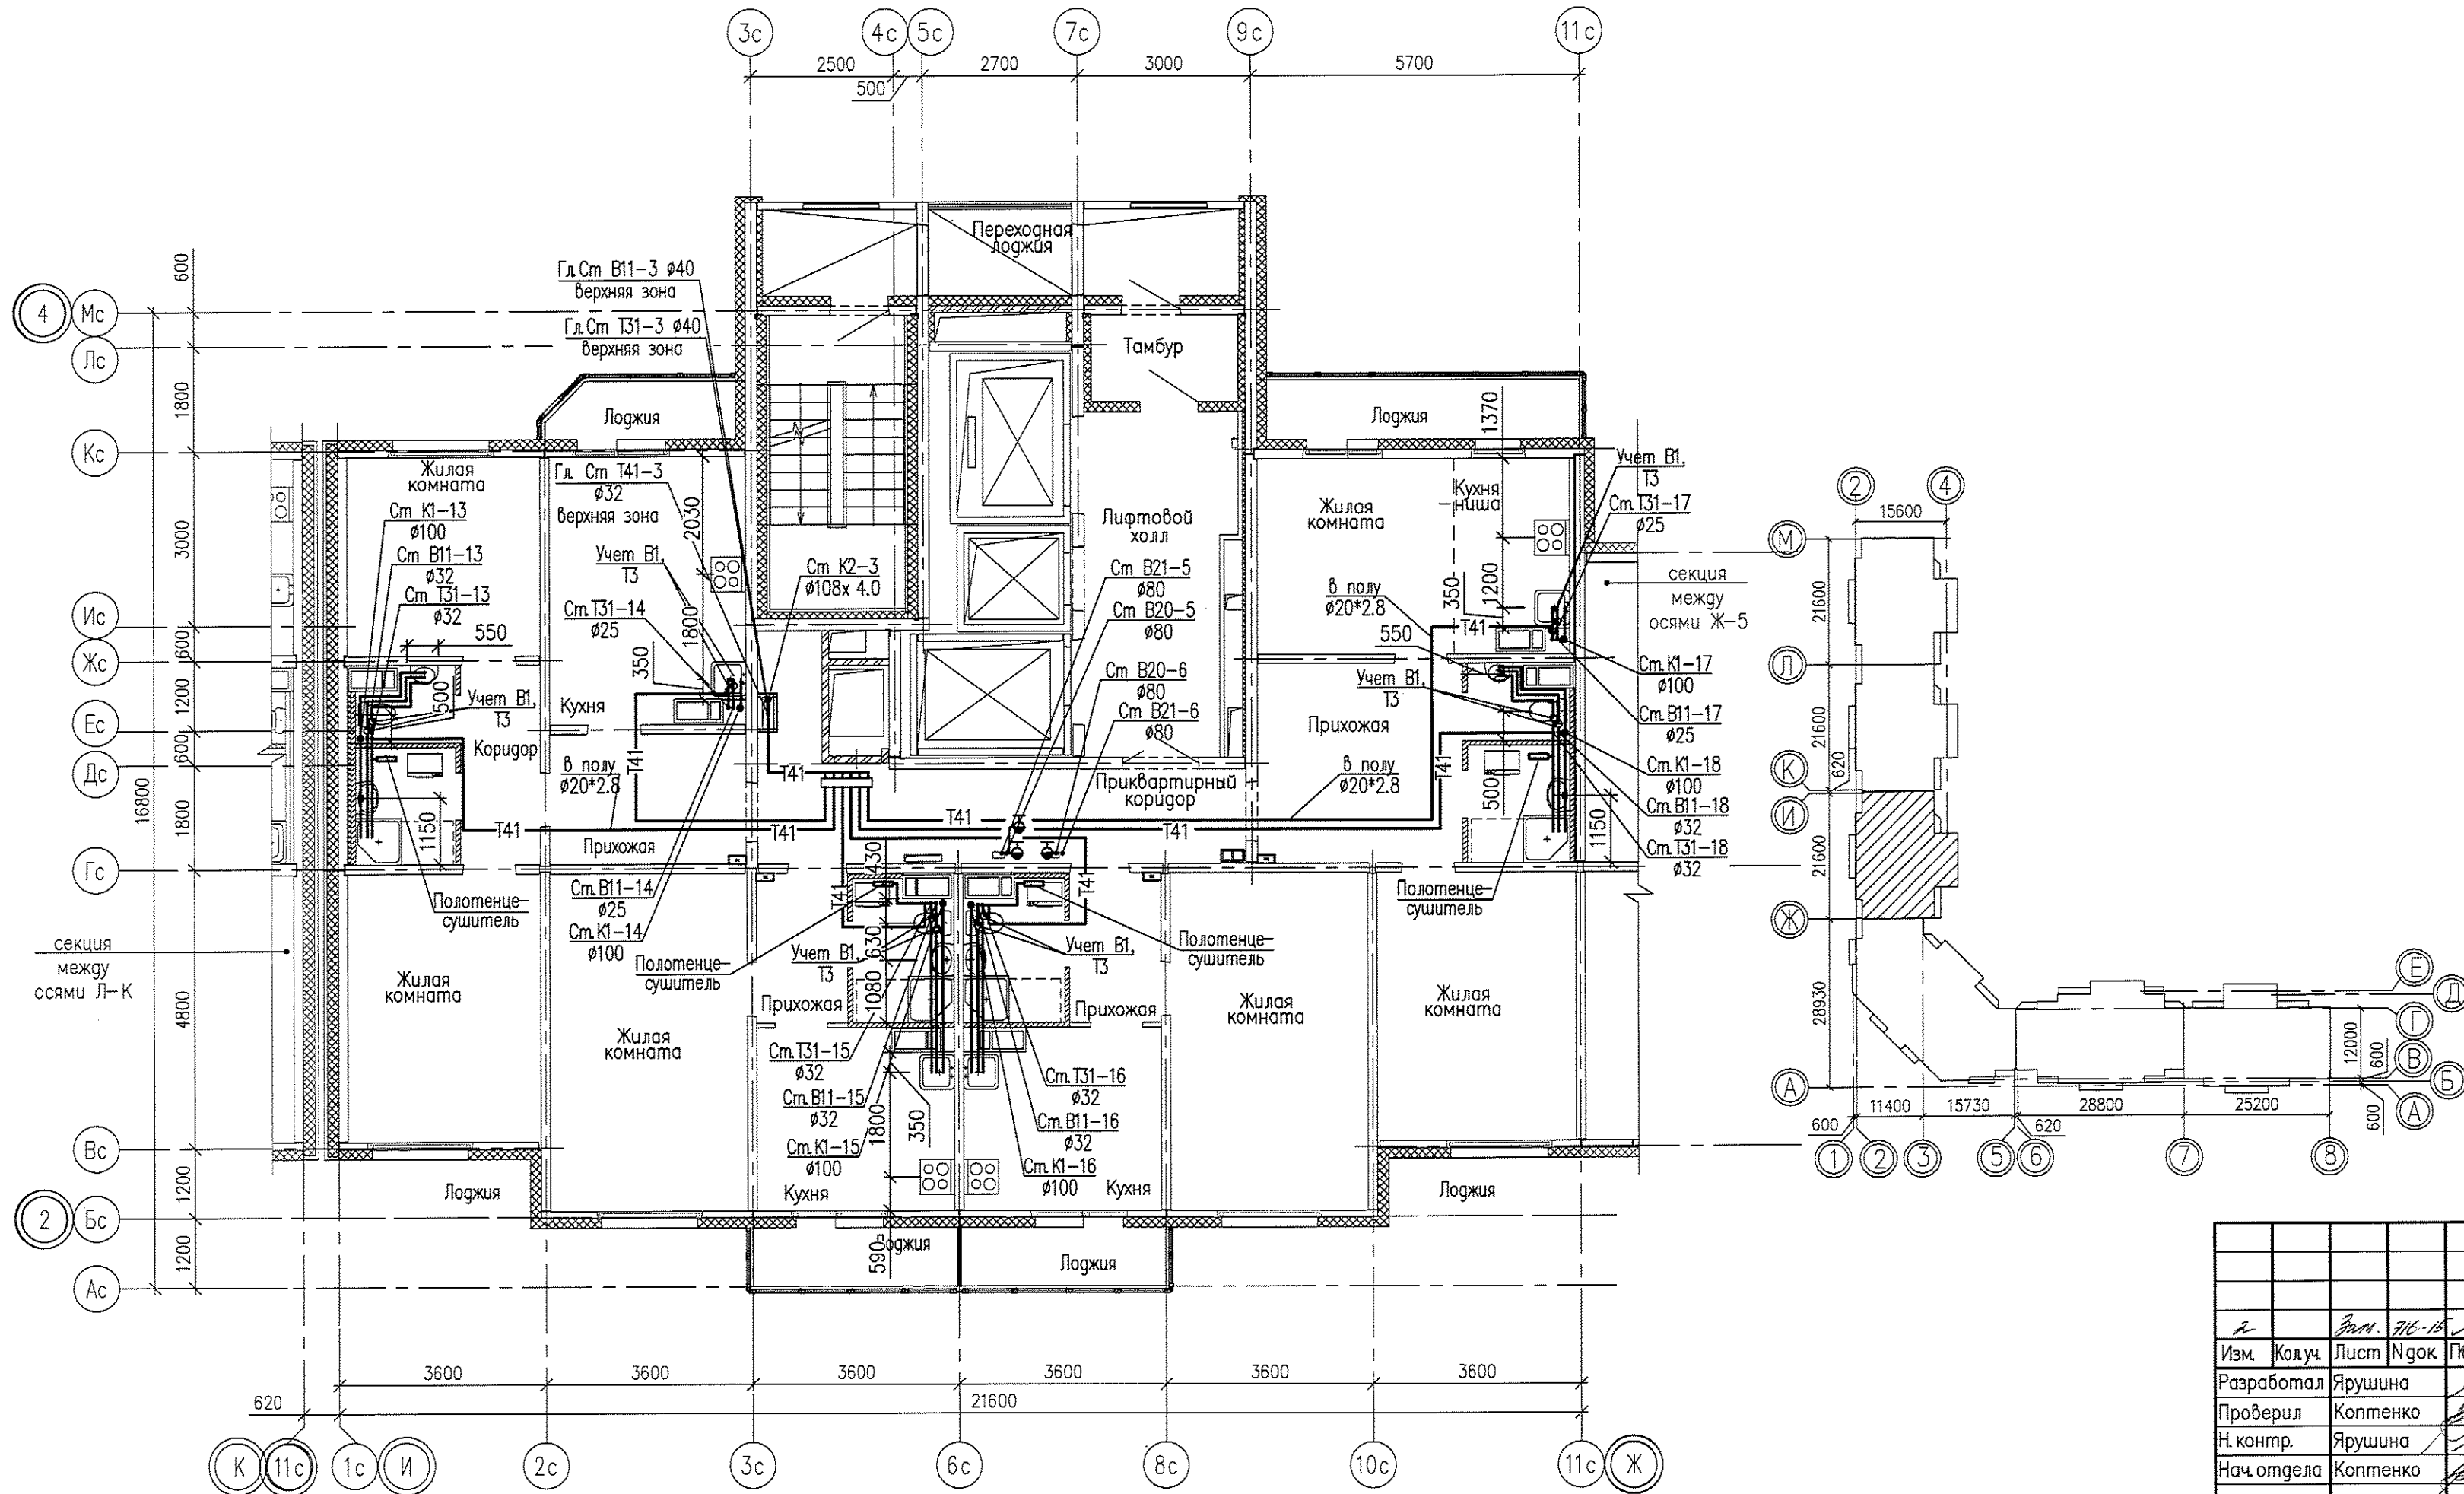 3с
4с
5с
7с
9с
11с
2500
500
2700
3000
5700
Переходная
лоджия
Гл.Ст В11-3 ø40
верхняя зона
Гл.Ст Т31-3 ø40
верхняя зона
Тамбур
600
4
Мс
Лс
1800
Лоджия
Лоджия
1370
Кс
Жилая
комната
Гл. Ст Т41-3
ø32
верхняя зона
2030
Учет В1,
Т3
Ст К1-13
ø100
Ст В11-13
ø32
Ст Т31-13
ø32
3000
Учет В1,
Т3
Ст К2-3
ø108х 4.0
Лифтовой
холл
Жилая
комната
Кухня
ниша
Учет В1,
Т3
Ст.Т31-17
ø25
секция
между
осями Ж-5
Ст В21-5
ø80
Ст В20-5
ø80
в полу
ø20*2.8
350
1200
Т41
550
Ис
550
Ст.Т31-14
ø25
1800
350
600
Жс
500
Учет В1,
Т3
Кухня
Ст В20-6
ø80
Ст В21-6
ø80
Учет В1,
Т3
Прихожая
Ст.К1-17
ø100
Ст.В11-17
ø25
1200
Ес
Коридор
600
Дс
в полу
ø20*2.8
Т41
Т41
Приквартирный
коридор
в полу
ø20*2.8
Т41
500
Ст.К1-18
ø100
Ст.В11-18
ø32
Ст.Т31-18
ø32
1150
16800
1800
1150
Т41
Прихожая
Т41
Т41
Т41
430
Гс
Полотенце-
сушитель
Ст.В11-14
ø25
Ст.К1-14
ø100
Т41
Т41
Полотенце-
сушитель
секция
между
осями Л-К
Полотенце-
сушитель
Учет В1,
Т3
630
Учет В1,
Т3
Полотенце-
сушитель
Жилая
комната
Жилая
комната
Прихожая
1080
Прихожая
Жилая
комната
Жилая
комната
4800
Ст.Т31-15
ø32
Ст.В11-15
ø32
Ст.К1-15
ø100
1800
350
Ст.Т31-16
ø32
Ст.В11-16
ø32
Ст.К1-16
ø100
Вс
1200
Лоджия
Кухня
Кухня
Лоджия
2
Бс
1200
590
Лоджия
Лоджия
Ас
3600
3600
3600
3600
3600
3600
620
21600
К
11с
1с
И
2с
3с
6с
8с
10с
11с
Ж
2
4
15600
М
21600
Л
21600
К
620
И
21600
Ж
28930
А
Е
Д
Г
В
Б
А
12000
600
600
11400
15730
28800
25200
600
620
1
2
3
5
6
7
8
2 Зам. 716-15
Изм. Кол.уч. Лист Nдок
Разработал Ярушина
Проверил Коптенко
Н. контр. Ярушина
Нач.отдела Коптенко